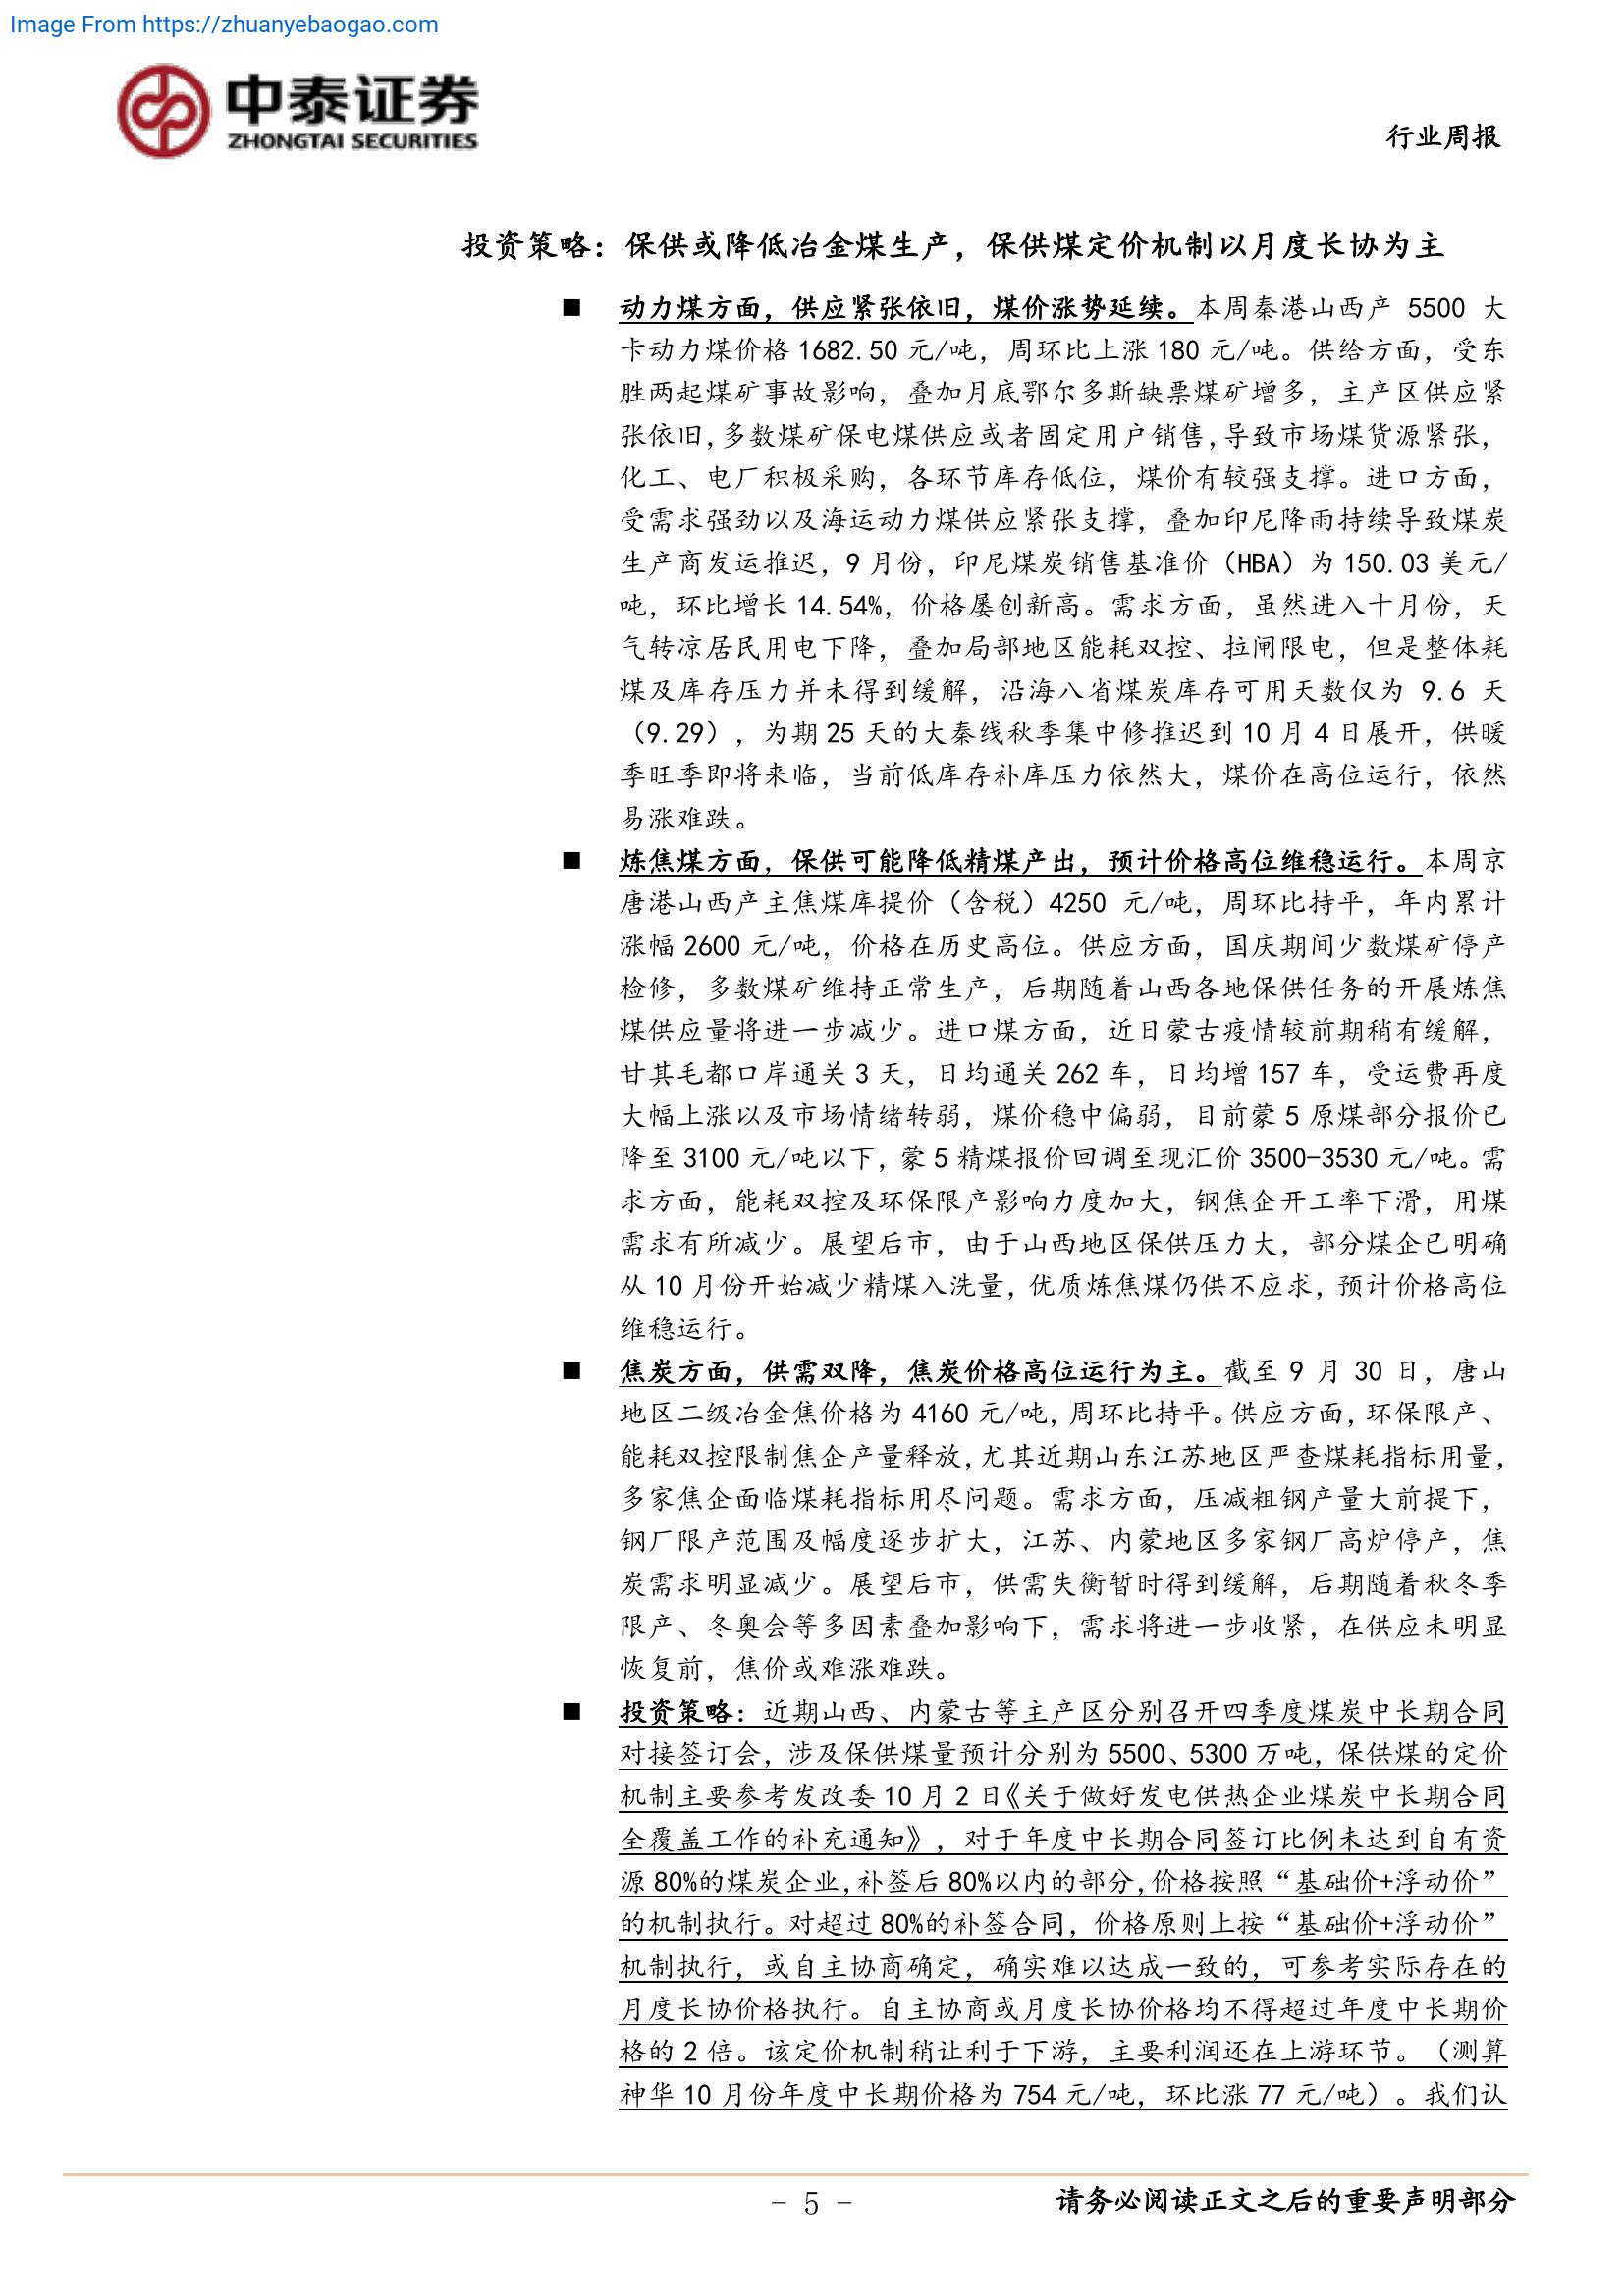 Image From https://zhuanyebaogao.com
中泰证券
ZHONGTAI SECURITIES
行业周报
投资策略：保供或降低冶金煤生产，保供煤定价机制以月度长协为主
■ 动力煤方面，供应紧张依旧，煤价涨势延续。本周秦港山西产 5500 大
卡动力煤价格 1682.50 元/吨，周环比上涨 180 元/吨。供给方面，受东
胜两起煤矿事故影响，叠加月底鄂尔多斯缺票煤矿增多，主产区供应紧
张依旧，多数煤矿保电煤供应或者固定用户销售，导致市场煤货源紧张，
化工、电厂积极采购，各环节库存低位，煤价有较强支撑。进口方面，
受需求强劲以及海运动力煤供应紧张支撑，叠加印尼降雨持续导致煤炭
生产商发运推迟，9 月份，印尼煤炭销售基准价（HBA）为 150.03 美元/
吨，环比增长 14.54%，价格屡创新高。需求方面，虽然进入十月份，天
气转凉居民用电下降，叠加局部地区能耗双控、拉闸限电，但是整体耗
煤及库存压力并未得到缓解，沿海八省煤炭库存可用天数仅为 9.6 天
（9.29），为期 25 天的大秦线秋季集中修推迟到 10 月 4 日展开，供暖
季旺季即将来临，当前低库存补库压力依然大，煤价在高位运行，依然
易涨难跌。
■ 炼焦煤方面，保供可能降低精煤产出，预计价格高位维稳运行。本周京
唐港山西产主焦煤库提价（含税）4250 元/吨，周环比持平，年内累计
涨幅 2600 元/吨，价格在历史高位。供应方面，国庆期间少数煤矿停产
检修，多数煤矿维持正常生产，后期随着山西各地保供任务的开展炼焦
煤供应量将进一步减少。进口煤方面，近日蒙古疫情较前期稍有缓解，
甘其毛都口岸通关 3 天，日均通关 262 车，日均增 157 车，受运费再度
大幅上涨以及市场情绪转弱，煤价稳中偏弱，目前蒙 5 原煤部分报价已
降至 3100 元/吨以下，蒙 5 精煤报价回调至现汇价 3500-3530 元/吨。需
求方面，能耗双控及环保限产影响力度加大，钢焦企开工率下滑，用煤
需求有所减少。展望后市，由于山西地区保供压力大，部分煤企已明确
从 10 月份开始减少精煤入洗量，优质炼焦煤仍供不应求，预计价格高位
维稳运行。
■ 焦炭方面，供需双降，焦炭价格高位运行为主。截至 9 月 30 日，唐山
地区二级冶金焦价格为 4160 元/吨，周环比持平。供应方面，环保限产、
能耗双控限制焦企产量释放，尤其近期山东江苏地区严查煤耗指标用量，
多家焦企面临煤耗指标用尽问题。需求方面，压减粗钢产量大前提下，
钢厂限产范围及幅度逐步扩大，江苏、内蒙地区多家钢厂高炉停产，焦
炭需求明显减少。展望后市，供需失衡暂时得到缓解，后期随着秋冬季
限产、冬奥会等多因素叠加影响下，需求将进一步收紧，在供应未明显
恢复前，焦价或难涨难跌。
■ 投资策略：近期山西、内蒙古等主产区分别召开四季度煤炭中长期合同
对接签订会，涉及保供煤量预计分别为 5500、5300 万吨，保供煤的定价
机制主要参考发改委 10 月 2 日《关于做好发电供热企业煤炭中长期合同
全覆盖工作的补充通知》，对于年度中长期合同签订比例未达到自有资
源 80%的煤炭企业，补签后 80%以内的部分，价格按照“基础价+浮动价”
的机制执行。对超过 80%的补签合同，价格原则上按“基础价+浮动价”
机制执行，或自主协商确定，确实难以达成一致的，可参考实际存在的
月度长协价格执行。自主协商或月度长协价格均不得超过年度中长期价
格的 2 倍。该定价机制稍让利于下游，主要利润还在上游环节。（测算
神华 10 月份年度中长期价格为 754 元/吨，环比涨 77 元/吨）。我们认
- 5 -
请务必阅读正文之后的重要声明部分